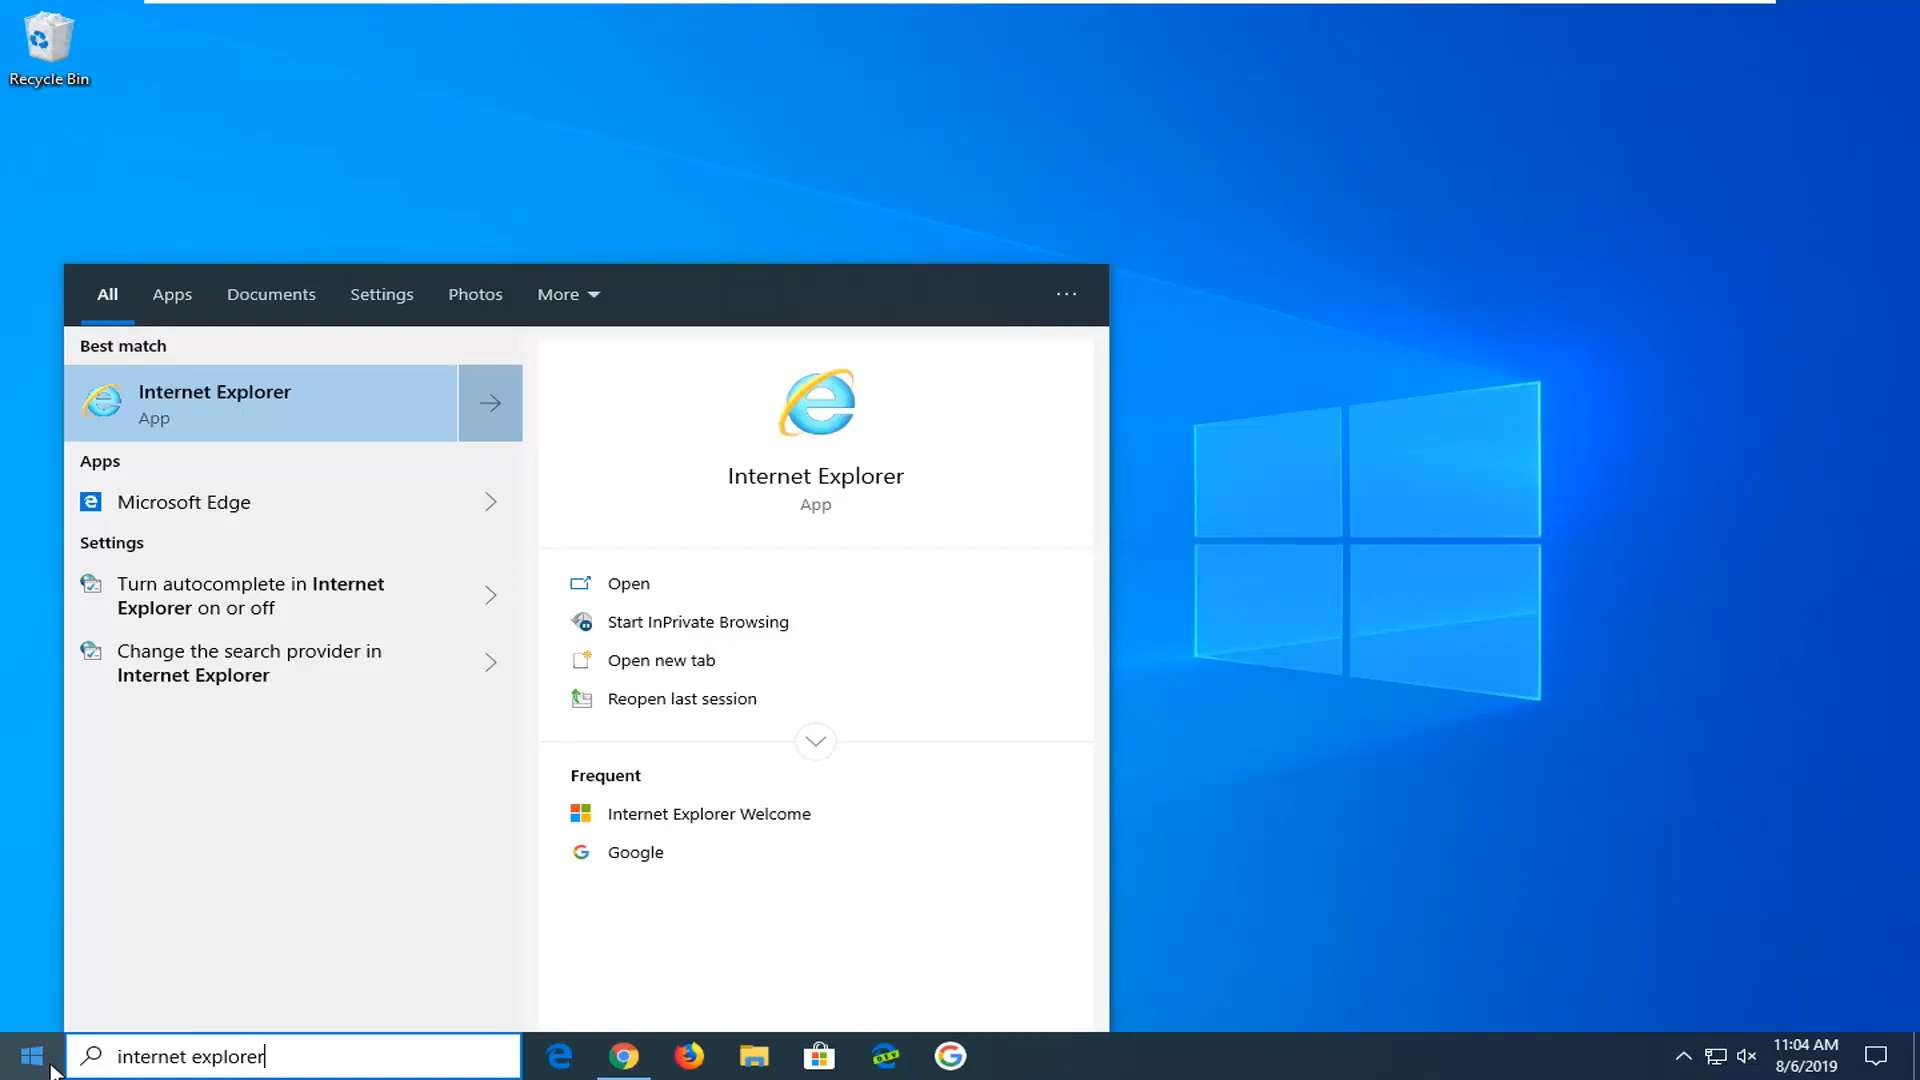 Recycle Bin
All Apps Documents Settings Photos More ...
Best match
Internet Explorer
App
Apps
Microsoft Edge
Settings
Turn autocomplete in Internet
Explorer on or off
Change the search provider in
Internet Explorer
Internet Explorer
App
Open
Start InPrivate Browsing
Open new tab
Reopen last session
Frequent
Internet Explorer Welcome
Google
internet explorer
11:04 AM
8/6/2019